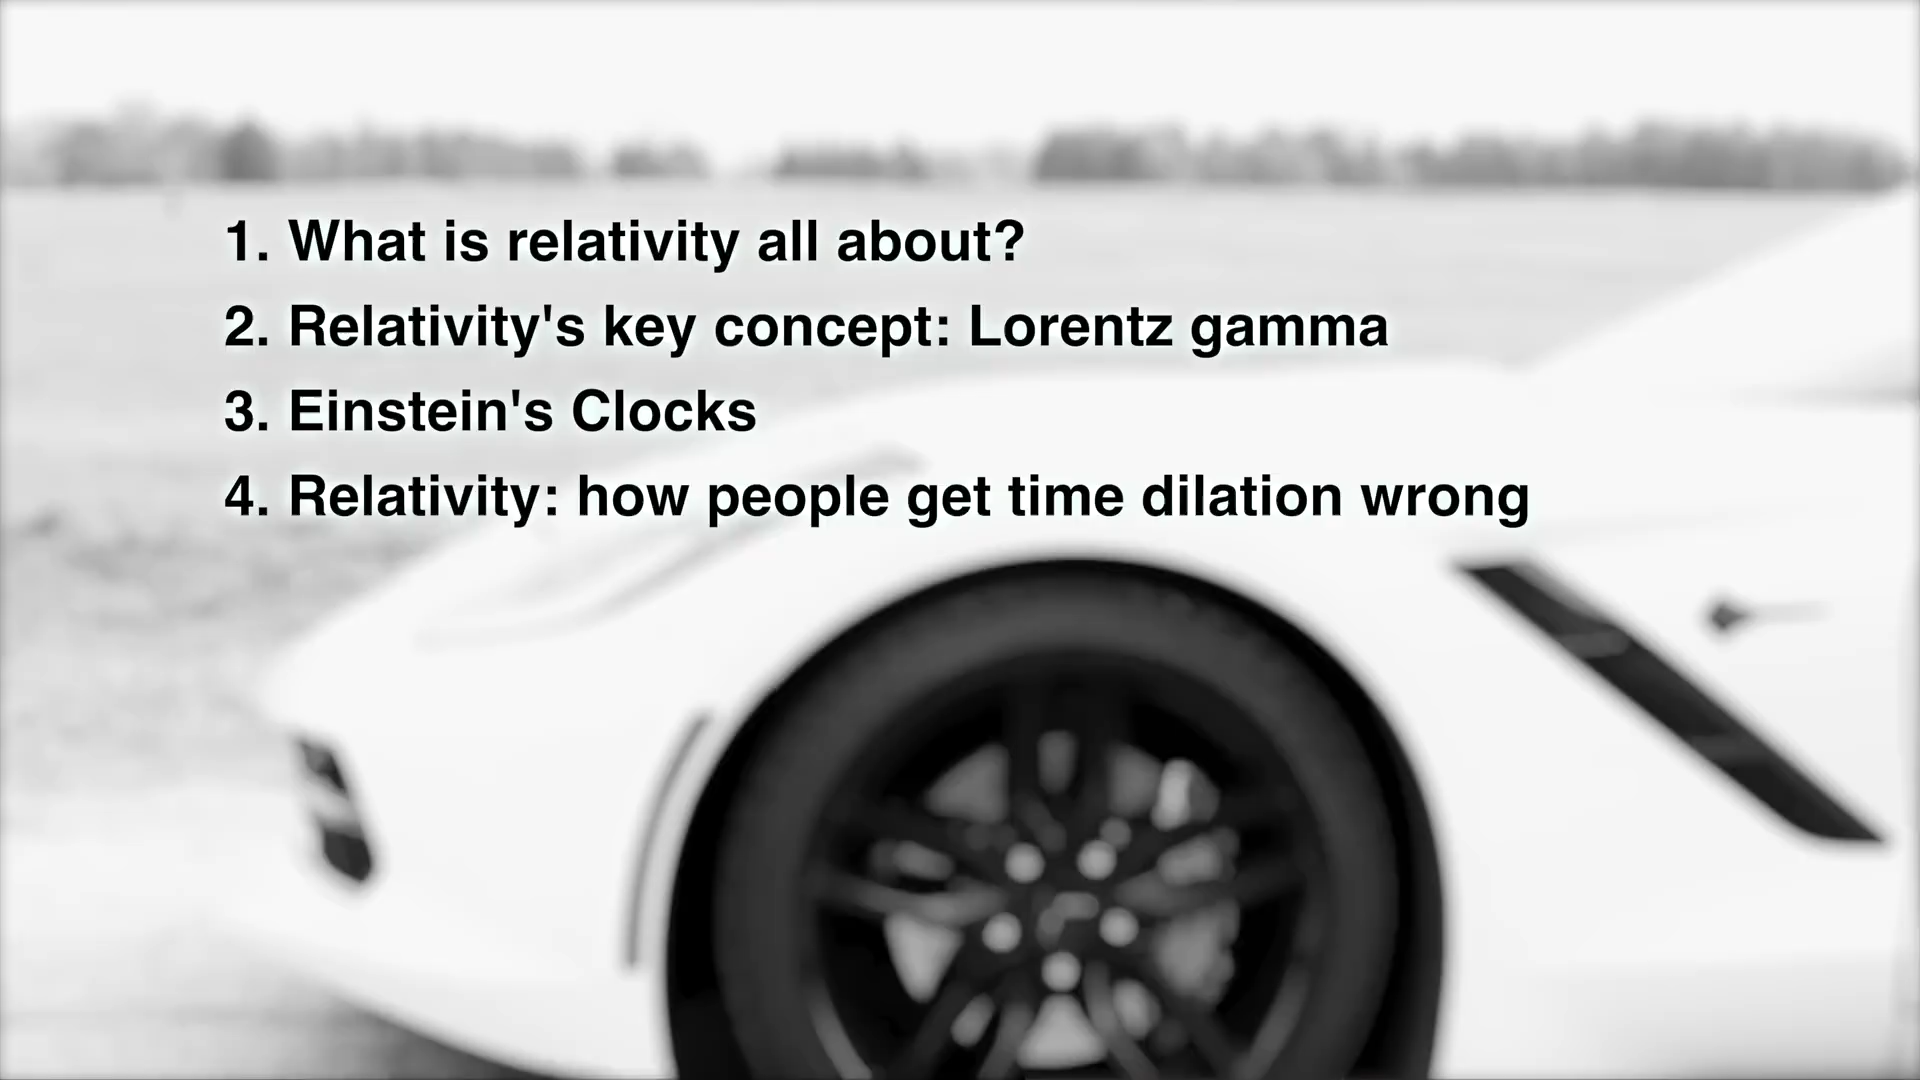 1. What is relativity all about?
2. Relativity's key concept: Lorentz gamma
3. Einstein's Clocks
4. Relativity: how people get time dilation wrong